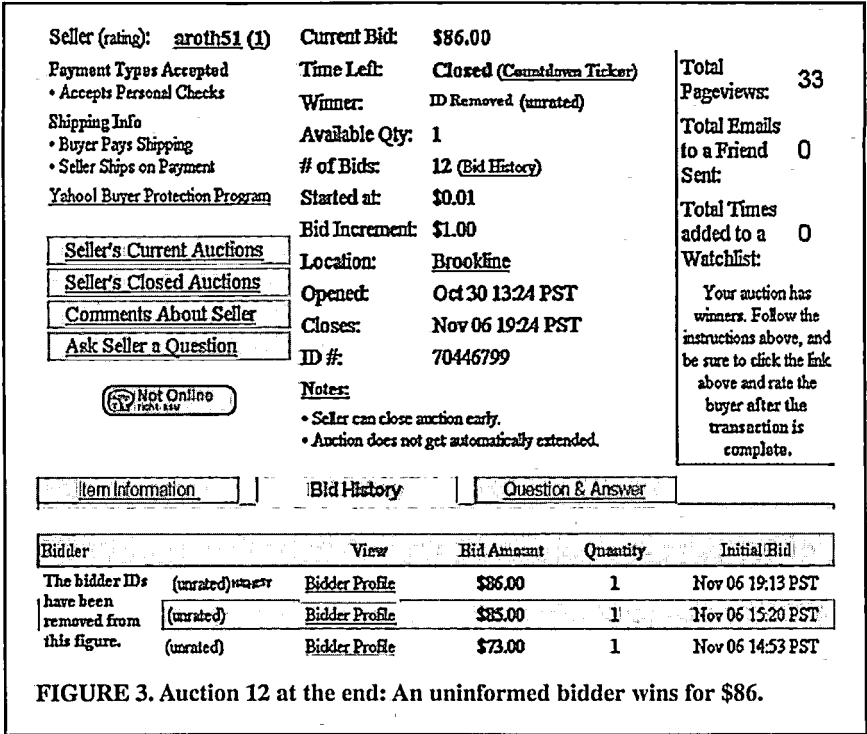 Seller (rating): aroth51 (1)
Payment Types Accepted
• Accepts Personal Checks
Shipping Info
• Buyer Pays Shipping
• Seller Ships on Payment
Yahoo! Buyer Protection Program
Seller's Current Auctions
Seller's Closed Auctions
Comments About Seller
Ask Seller a Question
Not Online
right now
Current Bid: $86.00
Time Left: Closed (Countdown Ticker)
Winner: ID Removed (unrated)
Available Qty: 1
# of Bids: 12 (Bid History)
Started at: $0.01
Bid Increment: $1.00
Location: Brookline
Opened: Oct 30 13:24 PST
Closes: Nov 06 19:24 PST
ID #: 70446799
Notes:
• Seller can close auction early.
• Auction does not get automatically extended.
Total
Pageviews: 33
Total Emails
to a Friend 0
Sent:
Total Times
added to a 0
Watchlist:
Your auction has
winners. Follow the
instructions above, and
be sure to click the link
above and rate the
buyer after the
transaction is
complete.
Item Information Bid History Question & Answer
Bidder View Bid Amount Quantity Initial Bid
The bidder IDs
have been
removed from
this figure.
(unrated) HIGHEST Bidder Profile $86.00 1 Nov 06 19:13 PST
(unrated) Bidder Profile $85.00 1 Nov 06 15:20 PST
(unrated) Bidder Profile $73.00 1 Nov 06 14:53 PST
FIGURE 3. Auction 12 at the end: An uninformed bidder wins for $86.